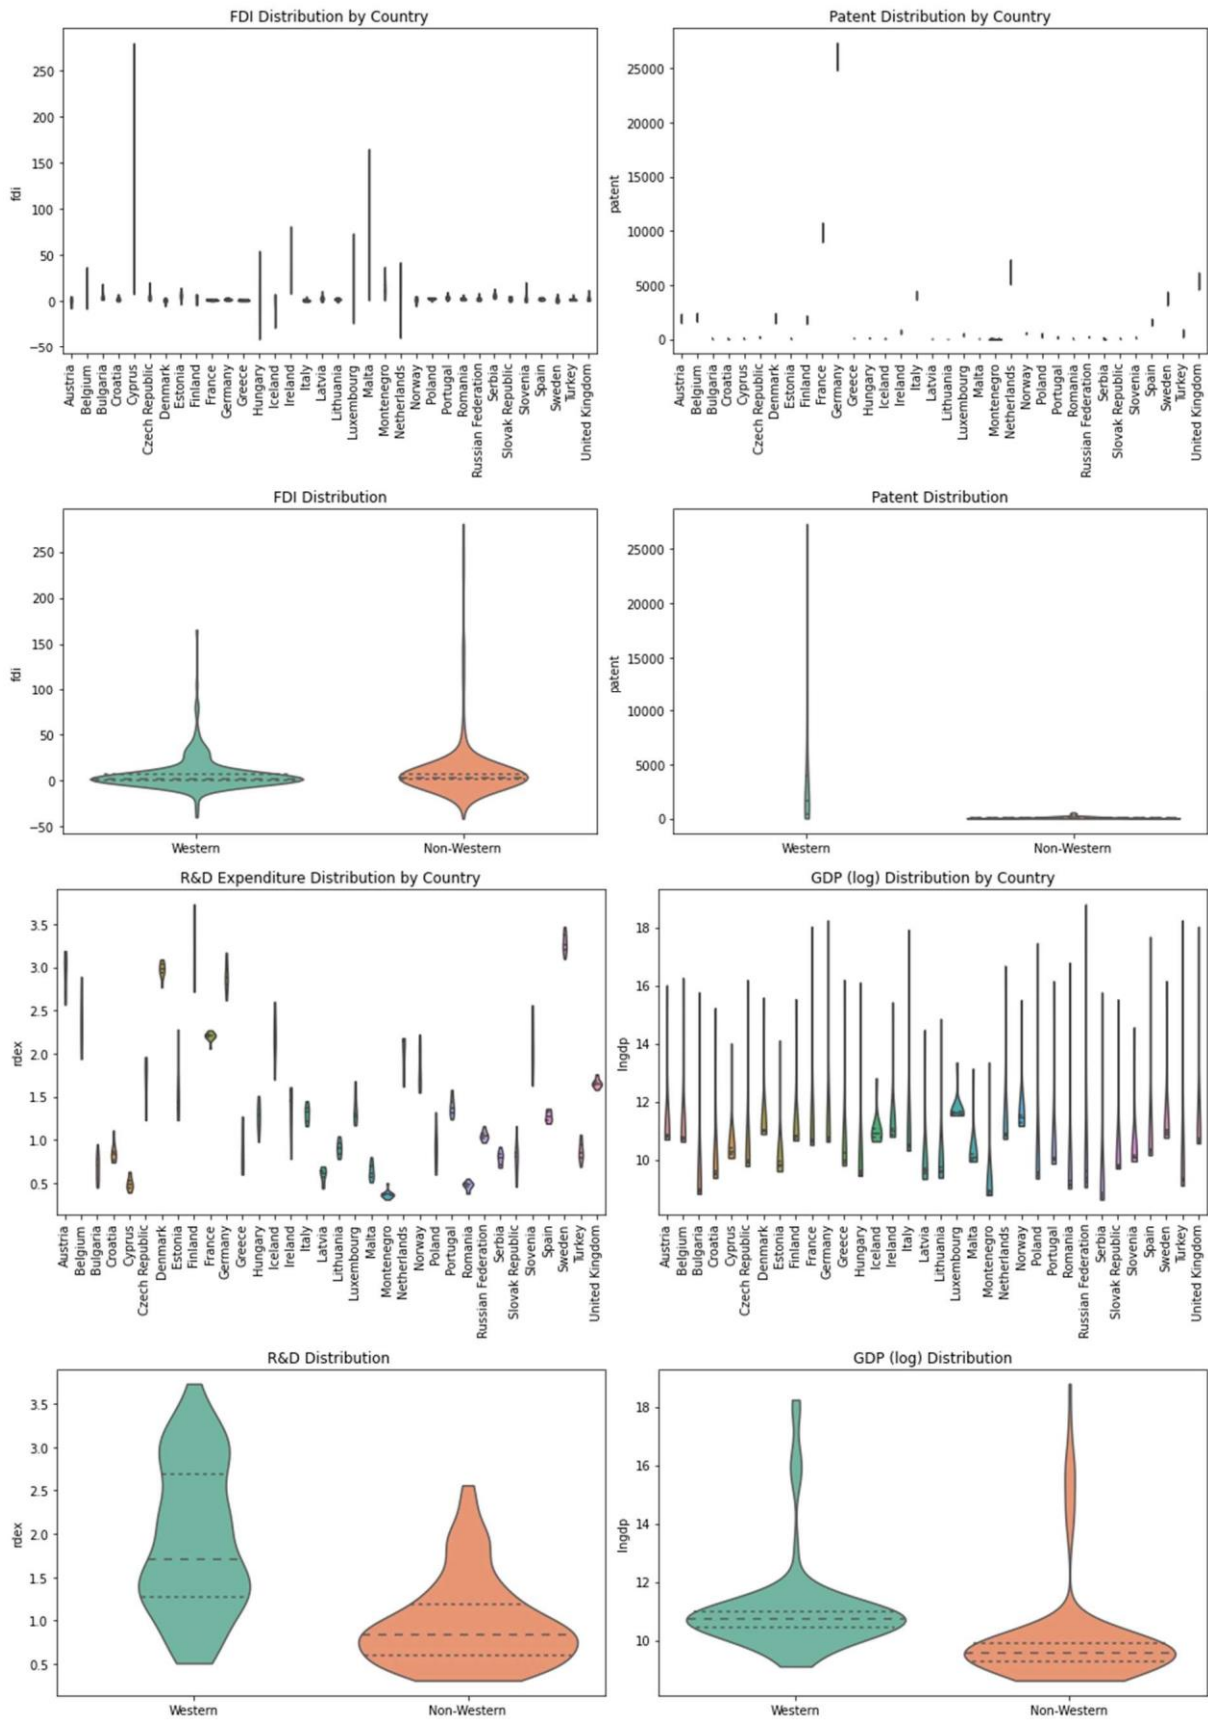 FDI Distribution by Country
fdi
250
200
150
100
50
0
−50
Austria
Belgium
Bulgaria
Croatia
Cyprus
Czech Republic
Denmark
Estonia
Finland
France
Germany
Greece
Hungary
Iceland
Ireland
Italy
Latvia
Lithuania
Luxembourg
Malta
Montenegro
Netherlands
Norway
Poland
Portugal
Romania
Russian Federation
Serbia
Slovak Republic
Slovenia
Spain
Sweden
Turkey
United Kingdom
Patent Distribution by Country
patent
25000
20000
15000
10000
5000
0
Austria
Belgium
Bulgaria
Croatia
Cyprus
Czech Republic
Denmark
Estonia
Finland
France
Germany
Greece
Hungary
Iceland
Ireland
Italy
Latvia
Lithuania
Luxembourg
Malta
Montenegro
Netherlands
Norway
Poland
Portugal
Romania
Russian Federation
Serbia
Slovak Republic
Slovenia
Spain
Sweden
Turkey
United Kingdom
FDI Distribution
fdi
250
200
150
100
50
0
−50
Western
Non-Western
Patent Distribution
patent
25000
20000
15000
10000
5000
0
Western
Non-Western
R&D Expenditure Distribution by Country
rdex
3.5
3.0
2.5
2.0
1.5
1.0
0.5
Austria
Belgium
Bulgaria
Croatia
Cyprus
Czech Republic
Denmark
Estonia
Finland
France
Germany
Greece
Hungary
Iceland
Ireland
Italy
Latvia
Lithuania
Luxembourg
Malta
Montenegro
Netherlands
Norway
Poland
Portugal
Romania
Russian Federation
Serbia
Slovak Republic
Slovenia
Spain
Sweden
Turkey
United Kingdom
GDP (log) Distribution by Country
lngdp
18
16
14
12
10
Austria
Belgium
Bulgaria
Croatia
Cyprus
Czech Republic
Denmark
Estonia
Finland
France
Germany
Greece
Hungary
Iceland
Ireland
Italy
Latvia
Lithuania
Luxembourg
Malta
Montenegro
Netherlands
Norway
Poland
Portugal
Romania
Russian Federation
Serbia
Slovak Republic
Slovenia
Spain
Sweden
Turkey
United Kingdom
R&D Distribution
rdex
3.5
3.0
2.5
2.0
1.5
1.0
0.5
Western
Non-Western
GDP (log) Distribution
lngdp
18
16
14
12
10
Western
Non-Western